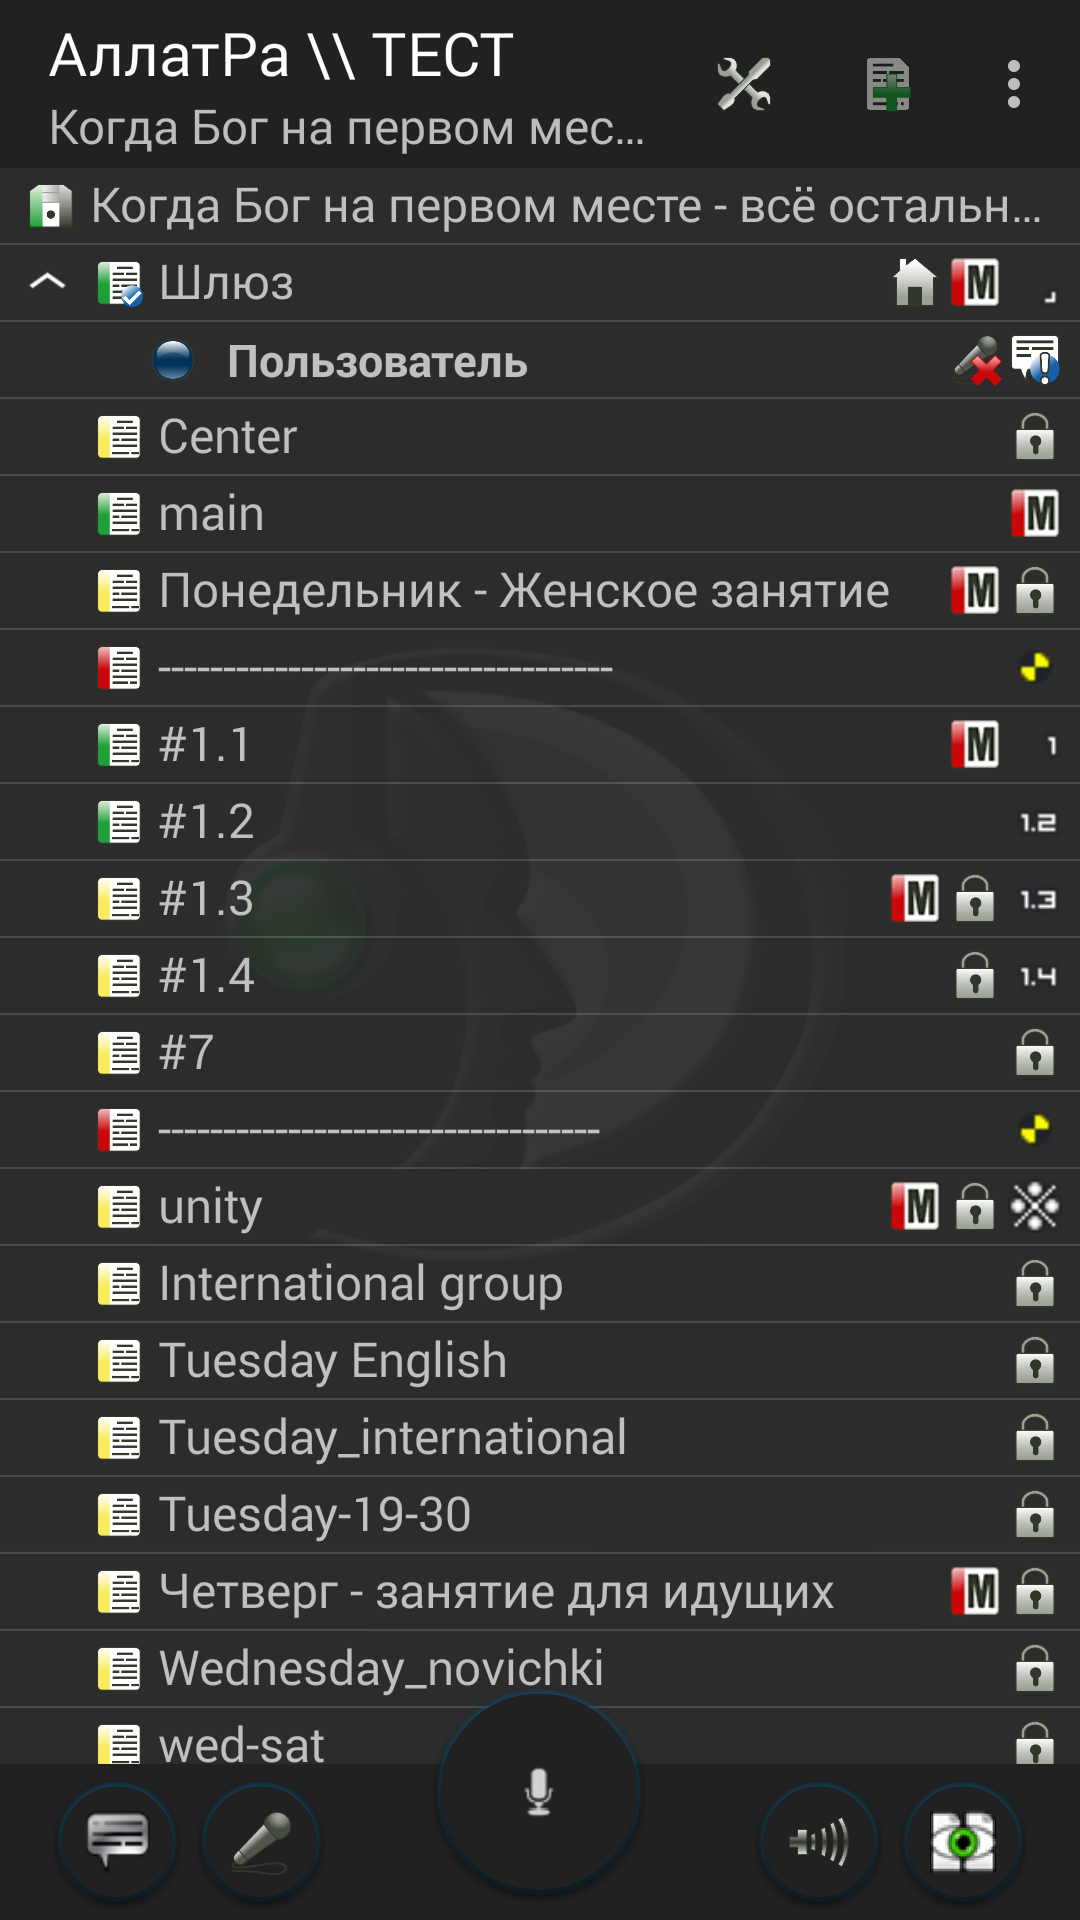 АллатРа \\ ТЕСТ
Когда Бог на первом мес...
Когда Бог на первом месте - всё остальн...
Шлюз M
Пользователь
Center
main M
Понедельник - Женское занятие M
-----------------------------------
#1.1 M 1
#1.2 1.2
#1.3 M 1.3
#1.4 1.4
#7
----------------------------------
unity M
International group
Tuesday English
Tuesday_international
Tuesday-19-30
Четверг - занятие для идущих M
Wednesday_novichki
wed-sat